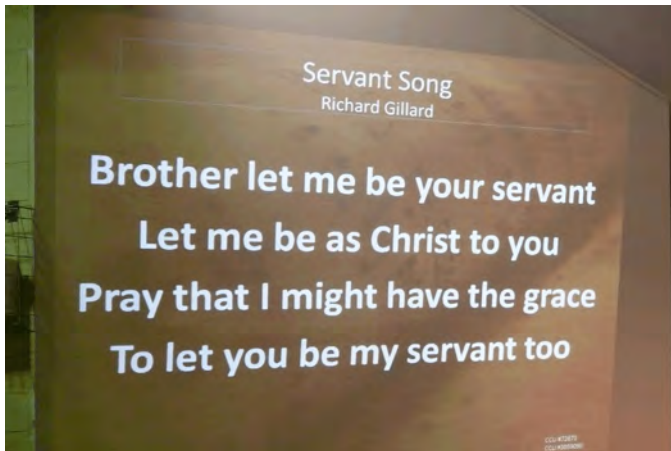 Servant Song
Richard Gillard
Brother let me be your servant
Let me be as Christ to you
Pray that I might have the grace
To let you be my servant too